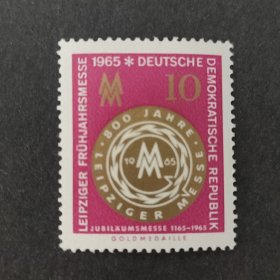 LEIPZIGER FRÜHJAHRSMESSE
1965 * DEUTSCHE
DEMOKRATISCHE REPUBLIK
MM
10
800 JAHRE
19 M 65
LEIPZIGER MESSE
JUBILÄUMSMESSE 1165-1965
GOLDMEDAILLE